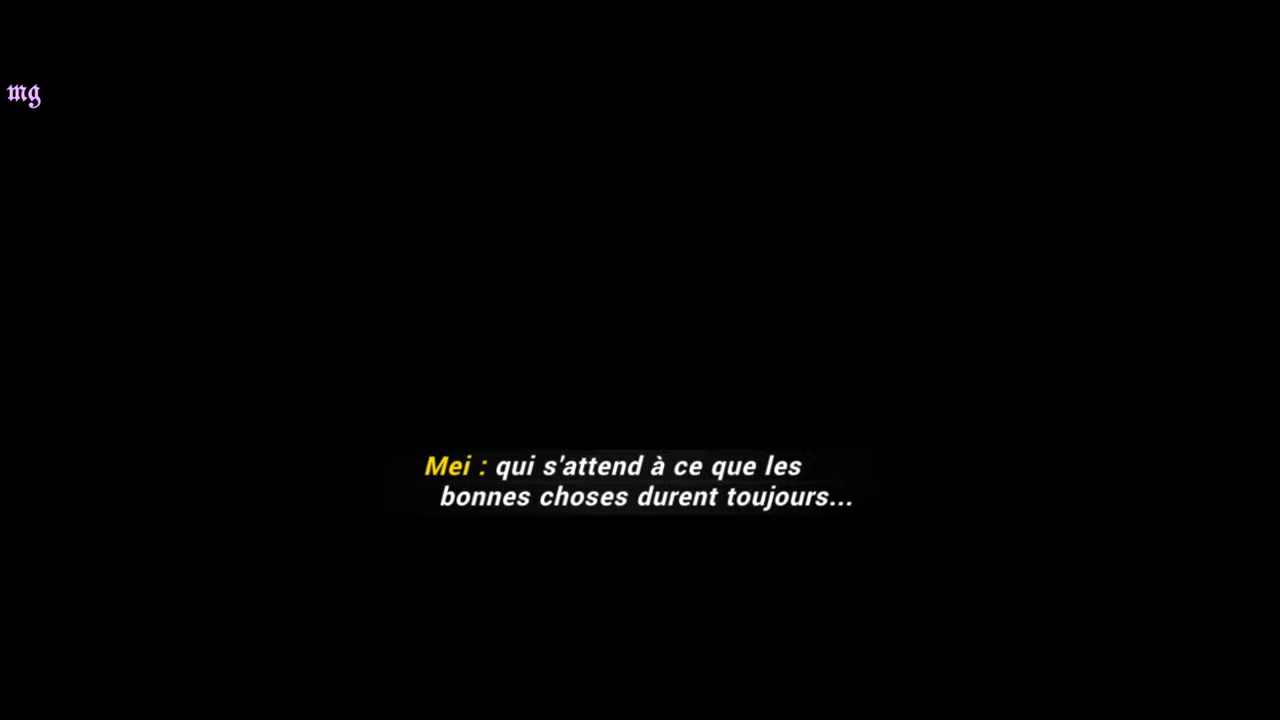 mg
Mei : qui s'attend à ce que les
bonnes choses durent toujours...